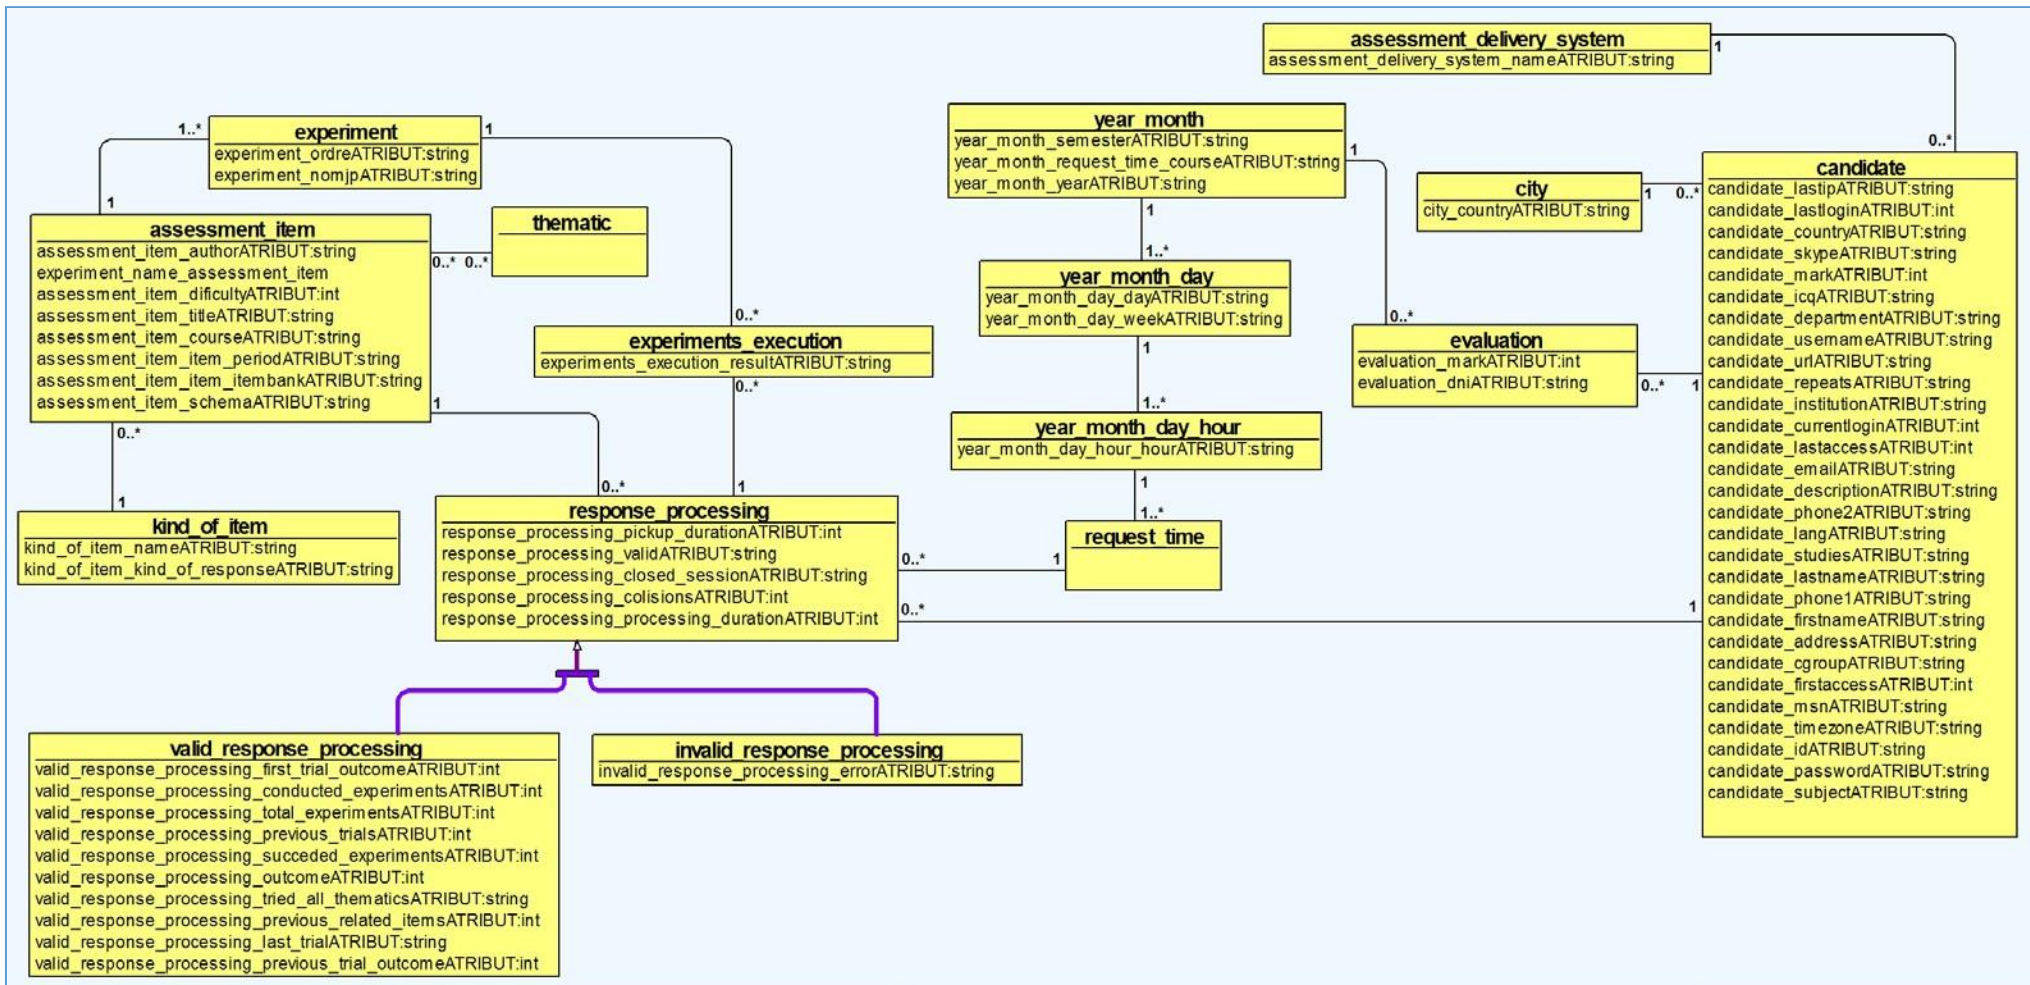 assessment_delivery_system
assessment_delivery_system_nameATRIBUT:string
1
0..*
experiment
experiment_ordreATRIBUT:string
experiment_nomjpATRIBUT:string
1..*
1
1
0..*
assessment_item
assessment_item_authorATRIBUT:string
experiment_name_assessment_item
assessment_item_dificultyATRIBUT:int
assessment_item_titleATRIBUT:string
assessment_item_courseATRIBUT:string
assessment_item_item_periodATRIBUT:string
assessment_item_item_itembankATRIBUT:string
assessment_item_schemaATRIBUT:string
0..*
0..*
thematic
1
0..*
0..*
1
kind_of_item
kind_of_item_nameATRIBUT:string
kind_of_item_kind_of_responseATRIBUT:string
experiments_execution
experiments_execution_resultATRIBUT:string
0..*
1
year_month
year_month_semesterATRIBUT:string
year_month_request_time_courseATRIBUT:string
year_month_yearATRIBUT:string
1
0..*
1
1..*
year_month_day
year_month_day_dayATRIBUT:string
year_month_day_weekATRIBUT:string
1
1..*
year_month_day_hour
year_month_day_hour_hourATRIBUT:string
1
1..*
request_time
0..*
1
response_processing
response_processing_pickup_durationATRIBUT:int
response_processing_validATRIBUT:string
response_processing_closed_sessionATRIBUT:string
response_processing_colisionsATRIBUT:int
response_processing_processing_durationATRIBUT:int
0..*
1
city
city_countryATRIBUT:string
1
0..*
evaluation
evaluation_markATRIBUT:int
evaluation_dniATRIBUT:string
0..*
1
candidate
candidate_lastipATRIBUT:string
candidate_lastloginATRIBUT:int
candidate_countryATRIBUT:string
candidate_skypeATRIBUT:string
candidate_markATRIBUT:int
candidate_icqATRIBUT:string
candidate_departmentATRIBUT:string
candidate_usernameATRIBUT:string
candidate_urlATRIBUT:string
candidate_repeatsATRIBUT:string
candidate_institutionATRIBUT:string
candidate_currentloginATRIBUT:int
candidate_lastaccessATRIBUT:int
candidate_emailATRIBUT:string
candidate_descriptionATRIBUT:string
candidate_phone2ATRIBUT:string
candidate_langATRIBUT:string
candidate_studiesATRIBUT:string
candidate_lastnameATRIBUT:string
candidate_phone1ATRIBUT:string
candidate_firstnameATRIBUT:string
candidate_addressATRIBUT:string
candidate_cgroupATRIBUT:string
candidate_firstaccessATRIBUT:int
candidate_msnATRIBUT:string
candidate_timezoneATRIBUT:string
candidate_idATRIBUT:string
candidate_passwordATRIBUT:string
candidate_subjectATRIBUT:string
valid_response_processing
valid_response_processing_first_trial_outcomeATRIBUT:int
valid_response_processing_conducted_experimentsATRIBUT:int
valid_response_processing_total_experimentsATRIBUT:int
valid_response_processing_previous_trialsATRIBUT:int
valid_response_processing_succeded_experimentsATRIBUT:int
valid_response_processing_outcomeATRIBUT:int
valid_response_processing_tried_all_thematicsATRIBUT:string
valid_response_processing_previous_related_itemsATRIBUT:int
valid_response_processing_last_trialATRIBUT:string
valid_response_processing_previous_trial_outcomeATRIBUT:int
invalid_response_processing
invalid_response_processing_errorATRIBUT:string